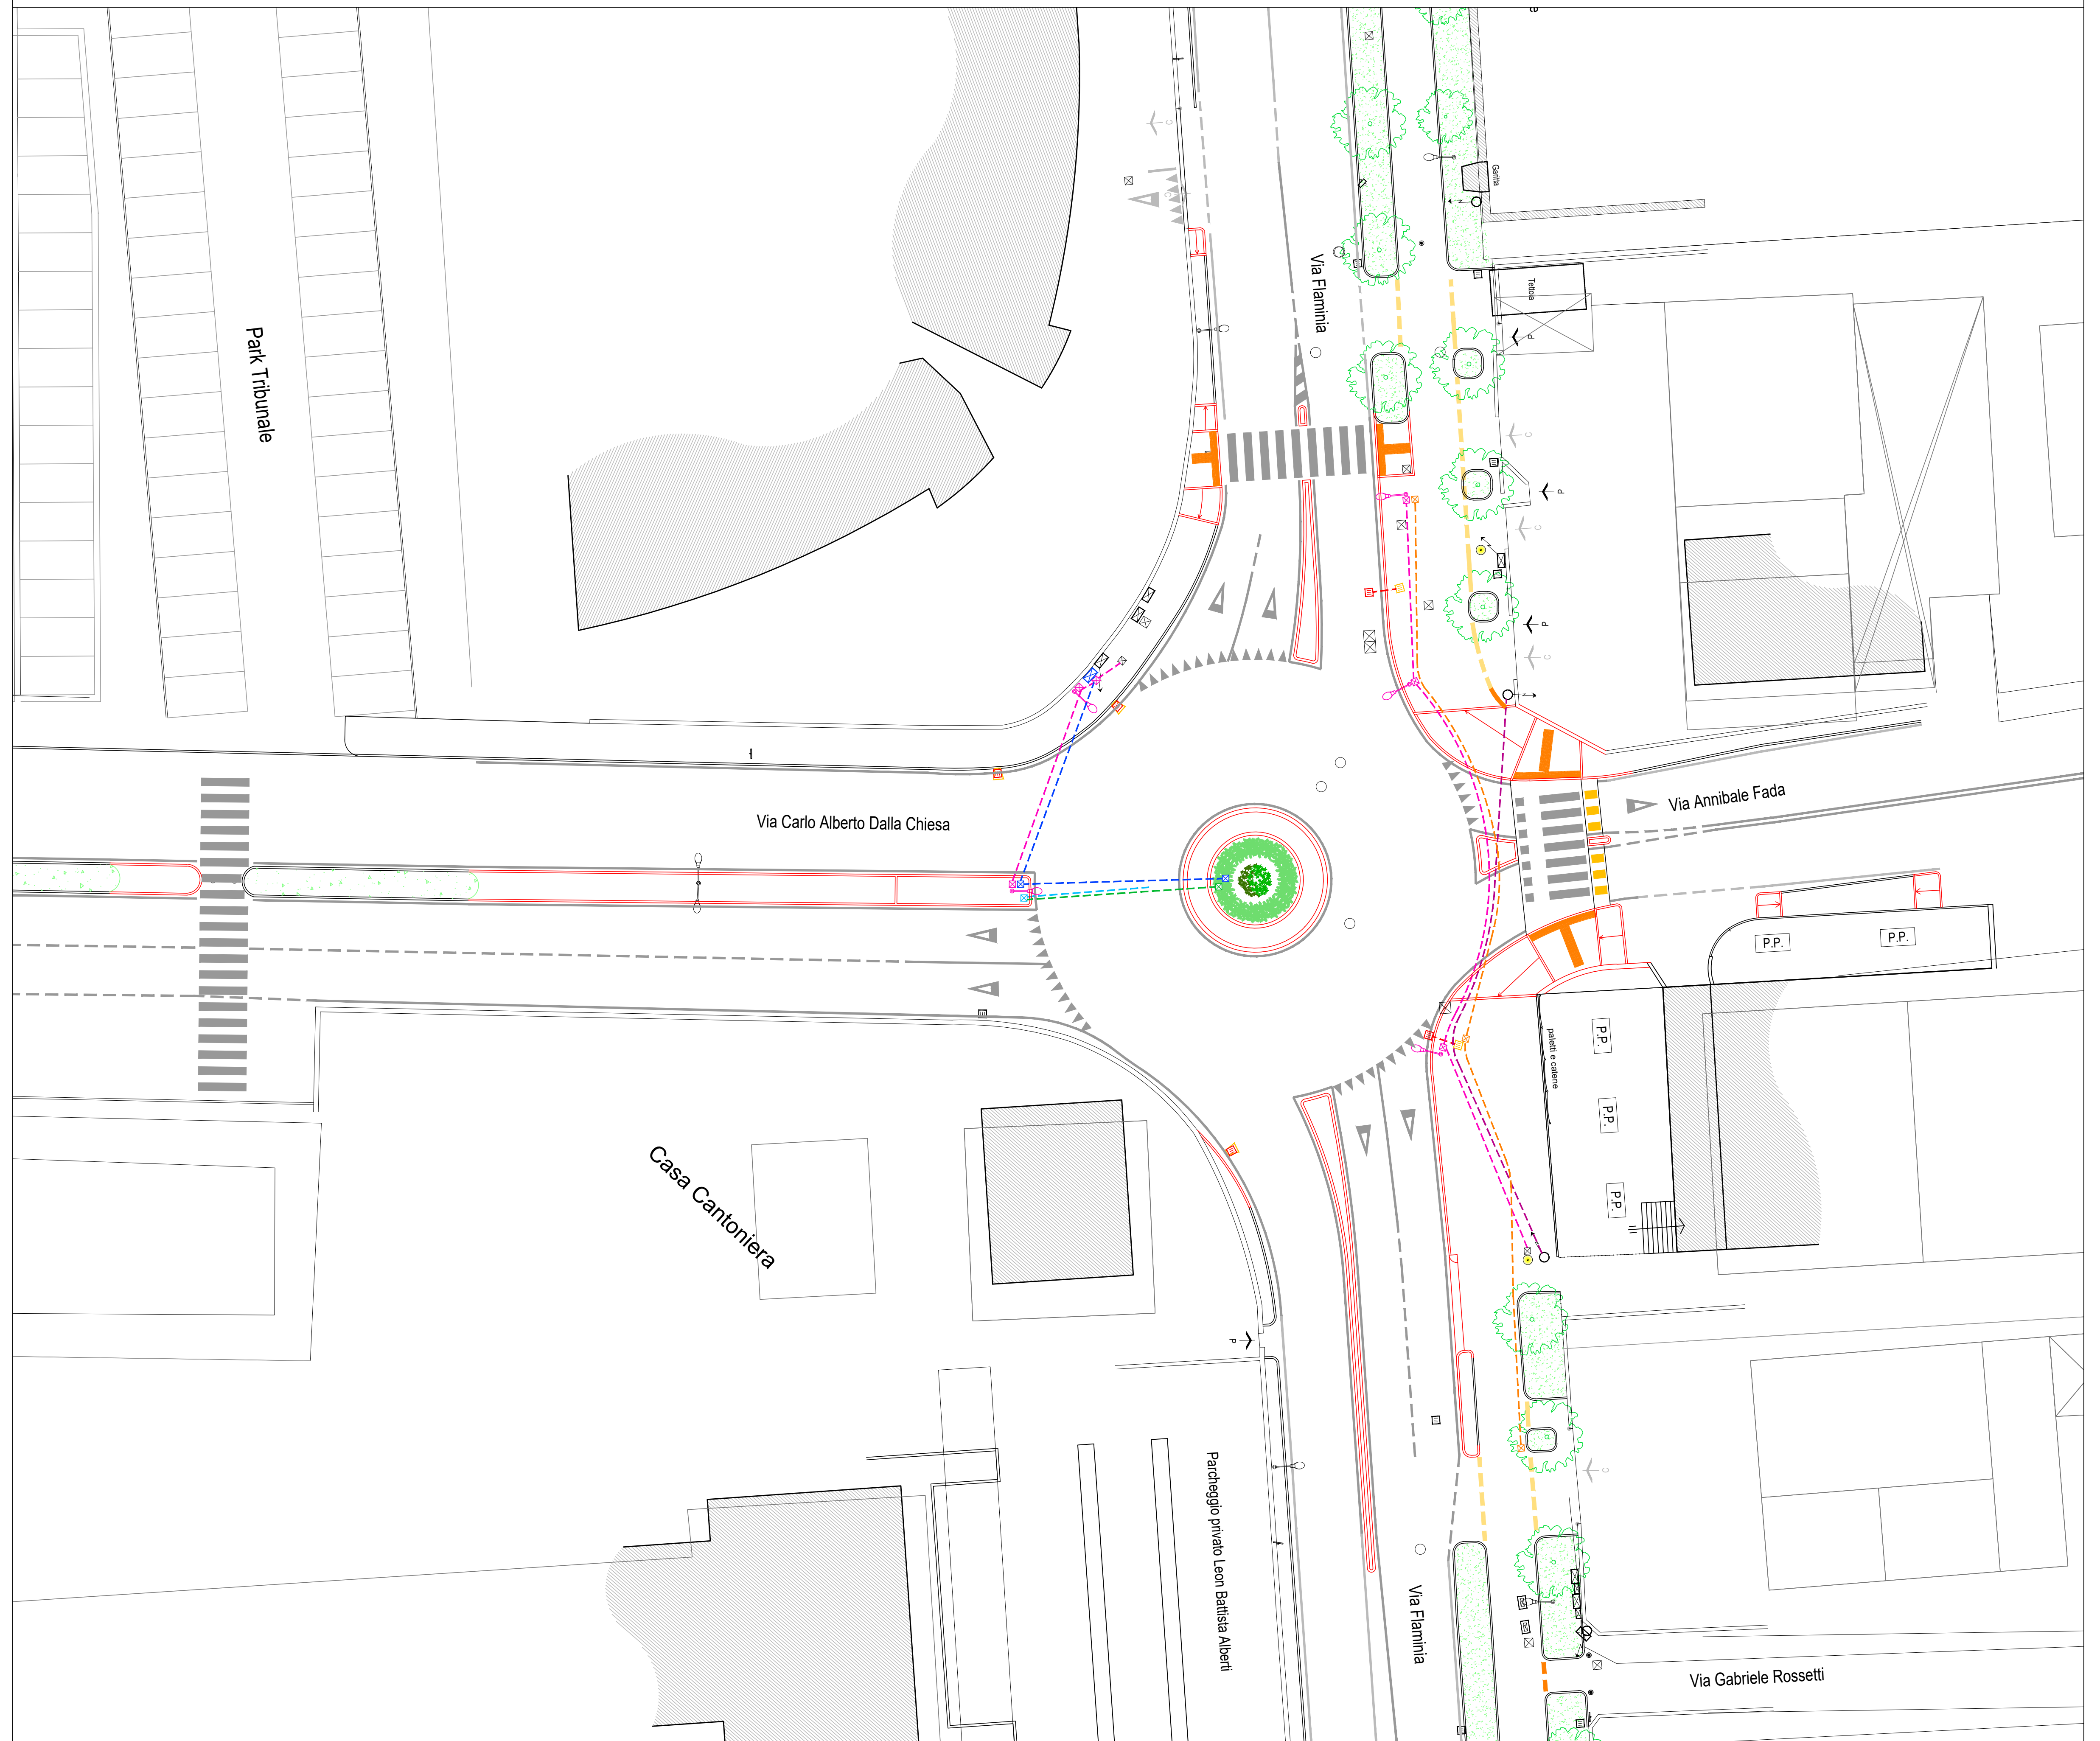 e
C
Garitta
C
Via Flaminia
Tettoia
P
Park Tribunale
C
P
C
P
C
Via Annibale Fada
Via Carlo Alberto Dalla Chiesa
P.P.
P.P.
P.P.
paletti e catene
P.P.
P.P.
Casa Cantoniera
P
C
Parcheggio privato Leon Battista Alberti
Via Flaminia
Via Gabriele Rossetti